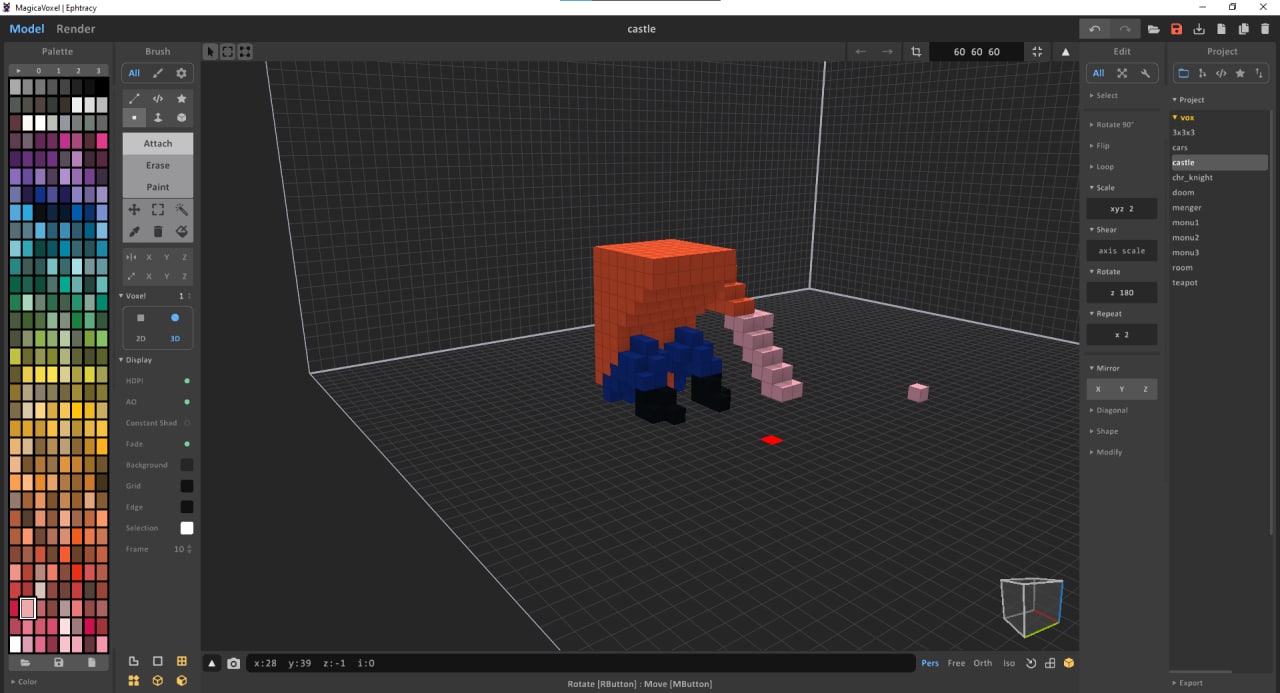 MagicaVoxel | Ephtracy
Model Render
castle
Palette
Brush
60 60 60
Edit
Project
0 1 2 3
All
All
Select
Project
vox
Attach
Erase
Paint
Rotate 90°
Flip
Loop
Scale
xyz 2
Shear
axis scale
Rotate
z 180
Repeat
x 2
Mirror
X Y Z
Diagonal
Shape
Modify
3x3x3
cars
castle
chr_knight
doom
menger
monu1
monu2
monu3
room
teapot
X Y Z
X Y Z
Voxel 1
2D 3D
Display
HDPI
AO
Constant Shad
Fade
Background
Grid
Edge
Selection
Frame 10
x:28 y:39 z:-1 i:0
Pers Free Orth Iso
Color
Rotate [RButton] : Move [MButton]
Export